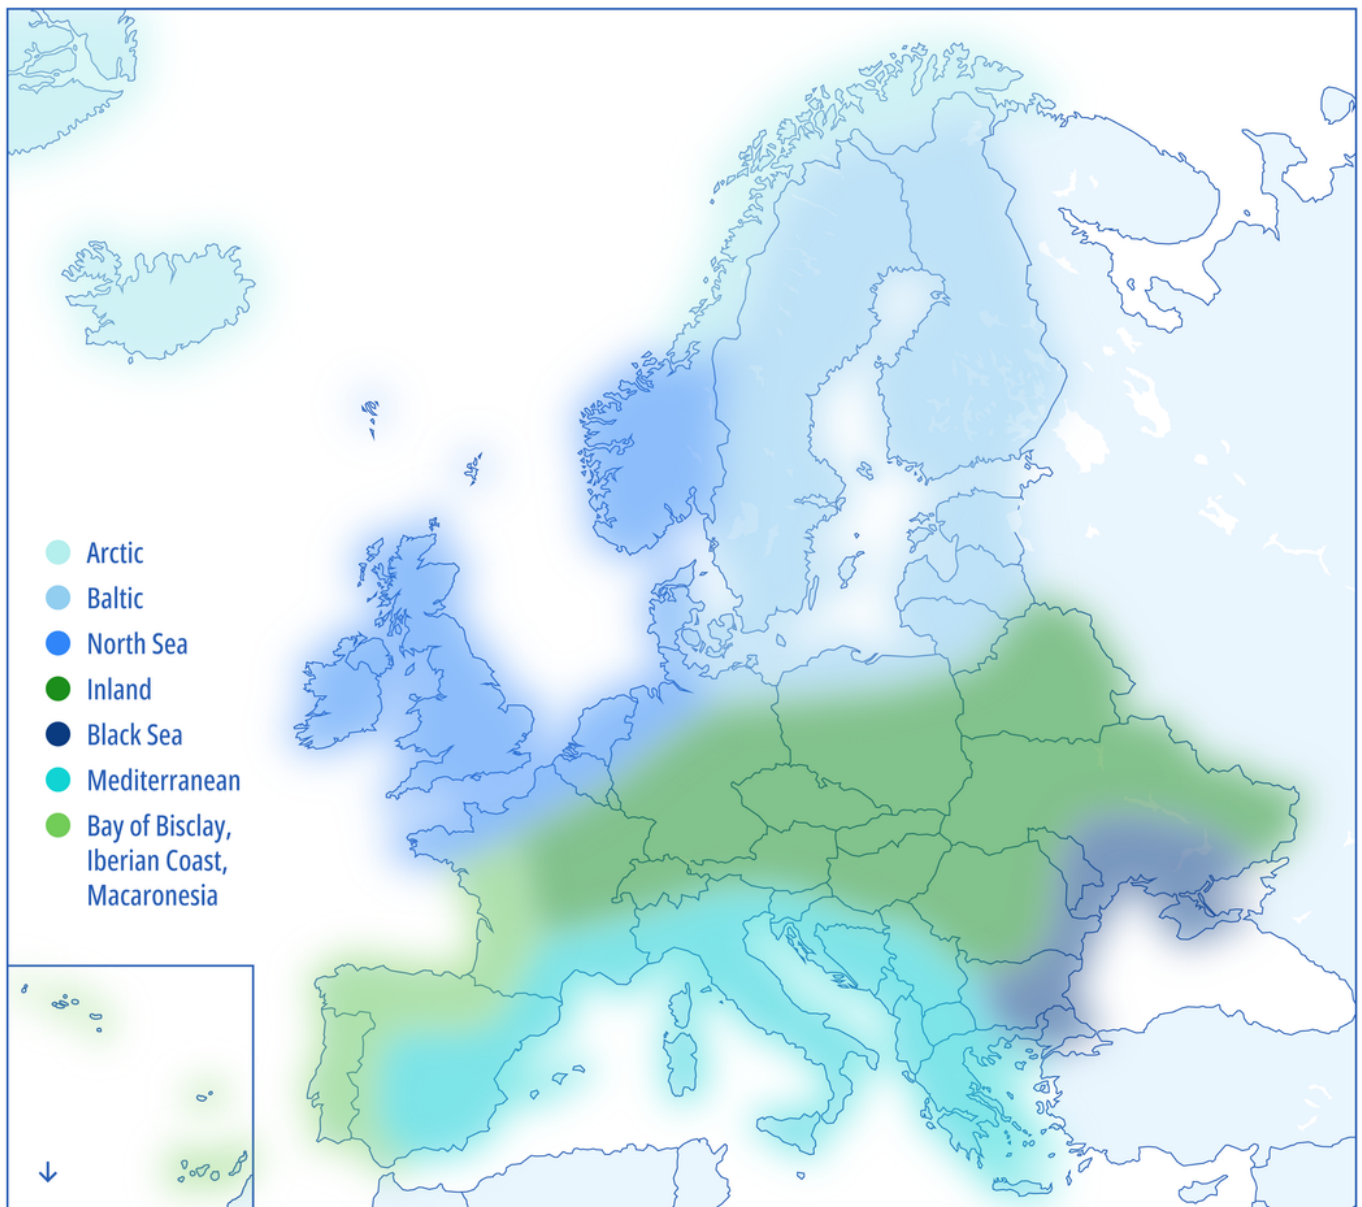 Arctic
Baltic
North Sea
Inland
Black Sea
Mediterranean
Bay of Bisclay,
Iberian Coast,
Macaronesia